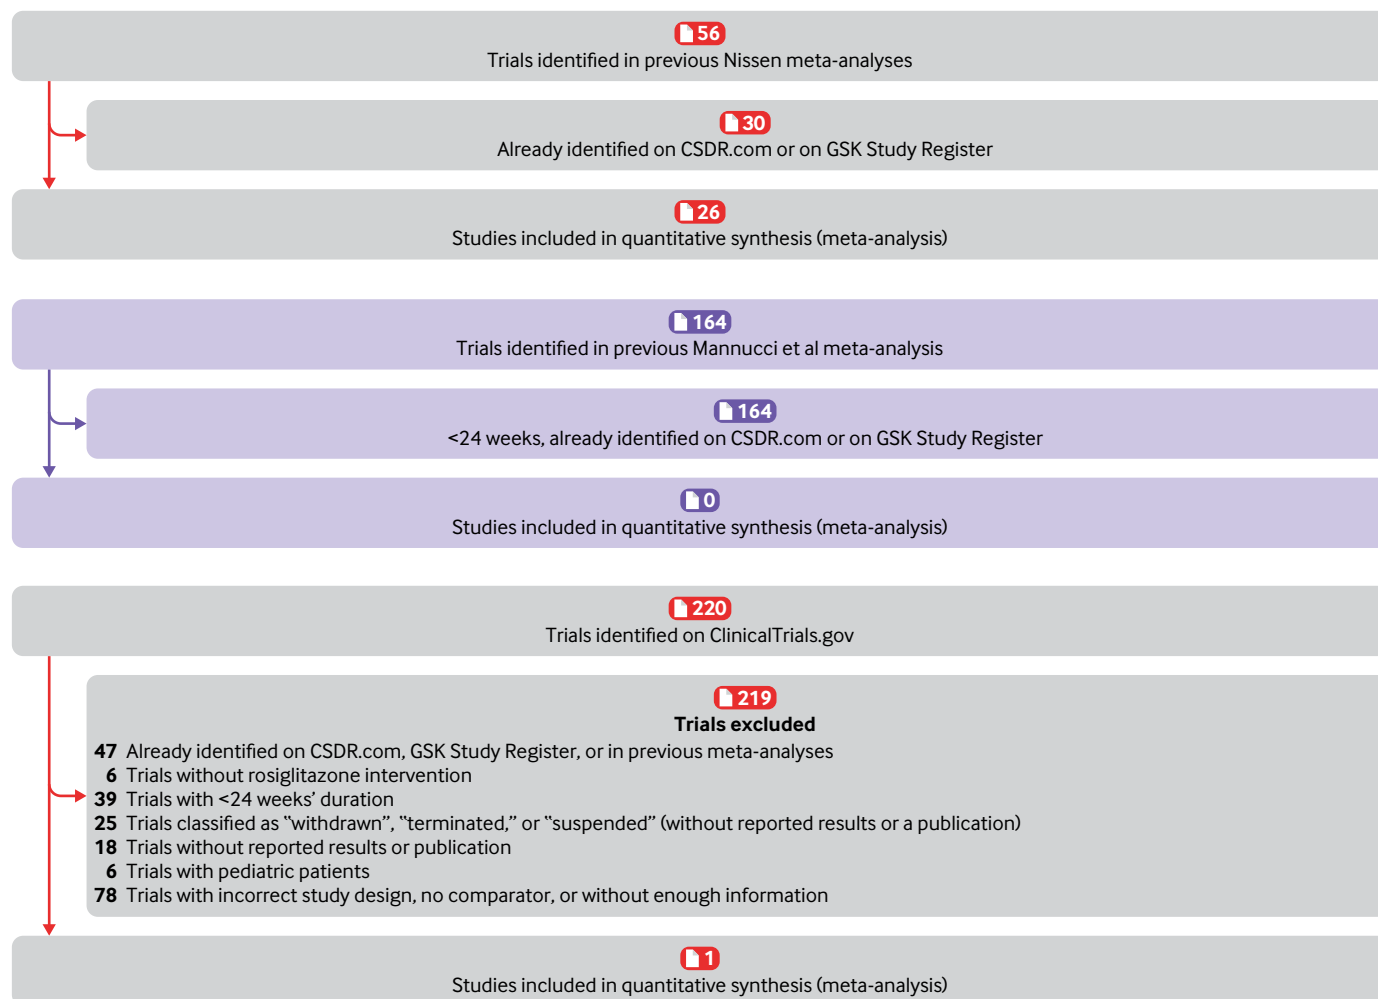 56
Trials identified in previous Nissen meta-analyses
30
Already identified on CSDR.com or on GSK Study Register
26
Studies included in quantitative synthesis (meta-analysis)
164
Trials identified in previous Mannucci et al meta-analysis
164
<24 weeks, already identified on CSDR.com or on GSK Study Register
0
Studies included in quantitative synthesis (meta-analysis)
220
Trials identified on ClinicalTrials.gov
219
Trials excluded
47 Already identified on CSDR.com, GSK Study Register, or in previous meta-analyses
6 Trials without rosiglitazone intervention
39 Trials with <24 weeks’ duration
25 Trials classified as “withdrawn”, “terminated,” or “suspended” (without reported results or a publication)
18 Trials without reported results or publication
6 Trials with pediatric patients
78 Trials with incorrect study design, no comparator, or without enough information
1
Studies included in quantitative synthesis (meta-analysis)